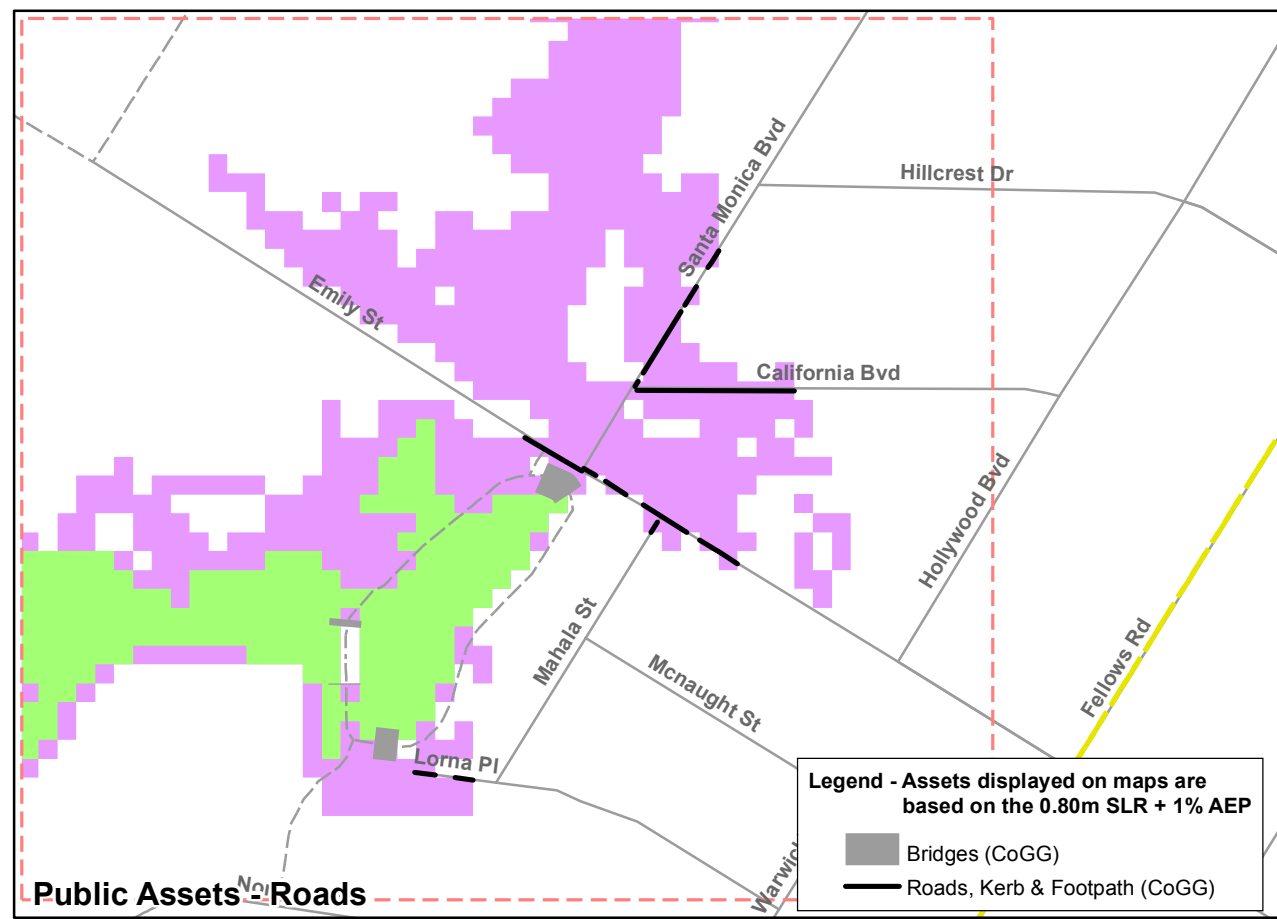 Hillcrest Dr
Santa Monica Bvd
Emily St
California Bvd
Hollywood Bvd
Fellows Rd
Mahala St
Mcnaught St
Lorna Pl
Legend - Assets displayed on maps are
based on the 0.80m SLR + 1% AEP
Bridges (CoGG)
Roads, Kerb & Footpath (CoGG)
Public Assets - Roads